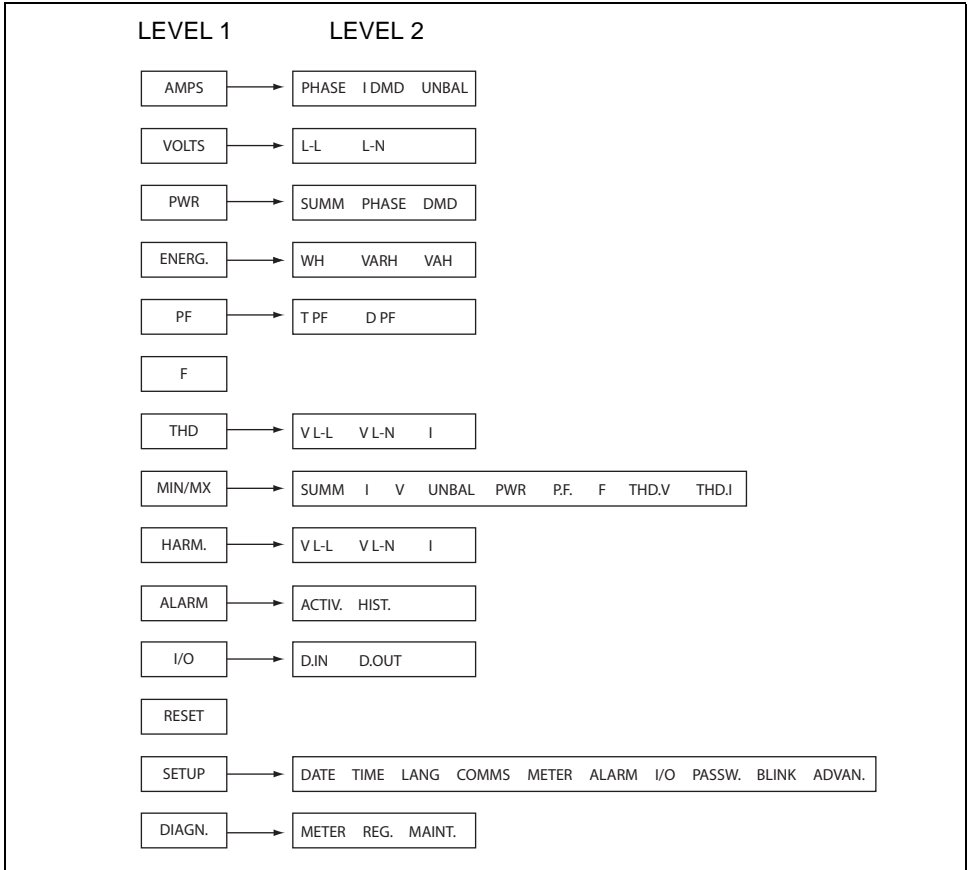 LEVEL 1 LEVEL 2
AMPS PHASE I DMD UNBAL
VOLTS L-L L-N
PWR SUMM PHASE DMD
ENERG. WH VARH VAH
PF T PF D PF
F
THD V L-L V L-N I
MIN/MX SUMM I V UNBAL PWR P.F. F THD.V THD.I
HARM. V L-L V L-N I
ALARM ACTIV. HIST.
I/O D.IN D.OUT
RESET
SETUP DATE TIME LANG COMMS METER ALARM I/O PASSW. BLINK ADVAN.
DIAGN. METER REG. MAINT.